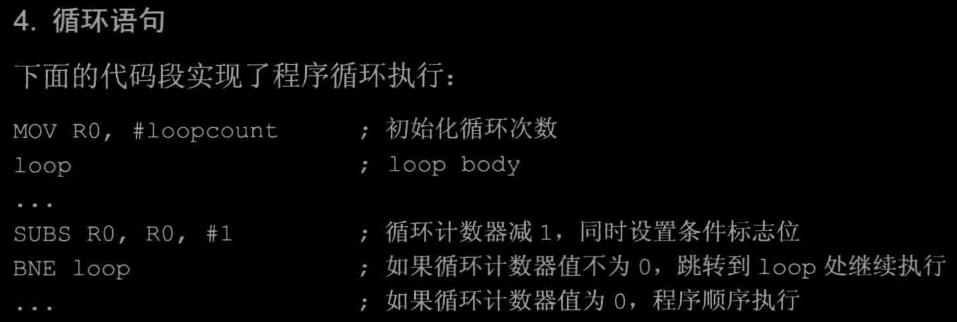 4. 循环语句
下面的代码段实现了程序循环执行：
MOV R0, #loopcount ; 初始化循环次数
loop ; loop body
...
SUBS R0, R0, #1 ; 循环计数器减 1，同时设置条件标志位
BNE loop ; 如果循环计数器值不为 0，跳转到 loop 处继续执行
... ; 如果循环计数器值为 0，程序顺序执行